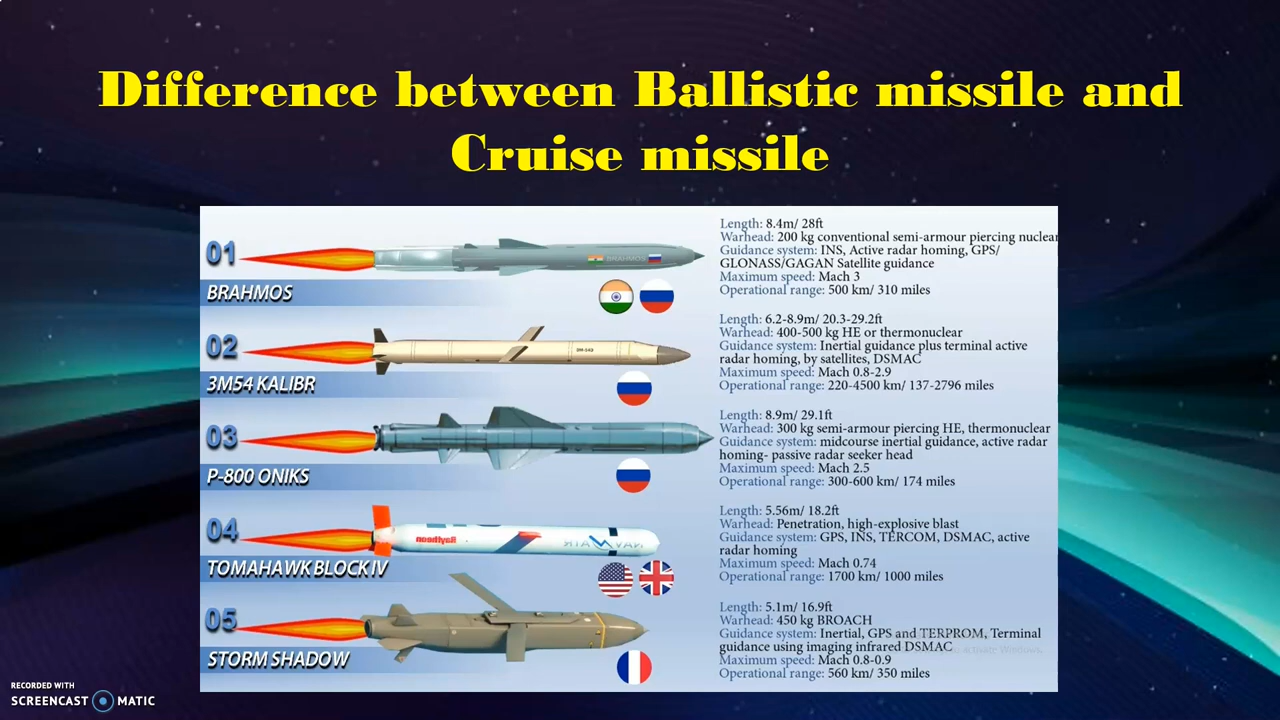 Difference between Ballistic missile and
Cruise missile
01
BRAHMOS
BRAHMOS
Length: 8.4m/ 28ft
Warhead: 200 kg conventional semi-armour piercing nuclear
Guidance system: INS, Active radar homing, GPS/
GLONASS/GAGAN Satellite guidance
Maximum speed: Mach 3
Operational range: 500 km/ 310 miles
02
3M54 KALIBR
Length: 6.2-8.9m/ 20.3-29.2ft
Warhead: 400-500 kg HE or thermonuclear
Guidance system: Inertial guidance plus terminal active
radar homing, by satellites, DSMAC
Maximum speed: Mach 0.8-2.9
Operational range: 220-4500 km/ 137-2796 miles
03
P-800 ONIKS
Length: 8.9m/ 29.1ft
Warhead: 300 kg semi-armour piercing HE, thermonuclear
Guidance system: midcourse inertial guidance, active radar
homing- passive radar seeker head
Maximum speed: Mach 2.5
Operational range: 300-600 km/ 174 miles
04
Raytheon
NAVAIR
TOMAHAWK BLOCK IV
Length: 5.56m/ 18.2ft
Warhead: Penetration, high-explosive blast
Guidance system: GPS, INS, TERCOM, DSMAC, active
radar homing
Maximum speed: Mach 0.74
Operational range: 1700 km/ 1000 miles
05
STORM SHADOW
Length: 5.1m/ 16.9ft
Warhead: 450 kg BROACH
Guidance system: Inertial, GPS and TERPROM, Terminal
guidance using imaging infrared DSMAC
to activate Windows.
Maximum speed: Mach 0.8-0.9
Operational range: 560 km/ 350 miles
RECORDED WITH
SCREENCAST MATIC